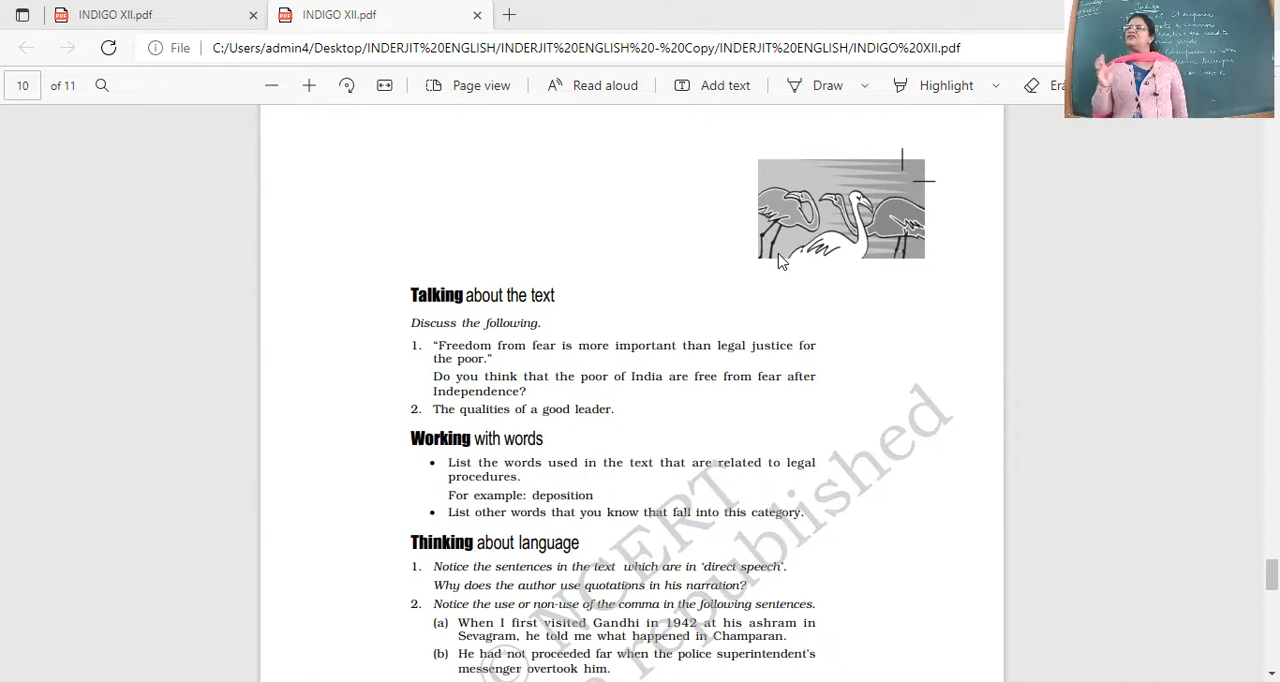 INDIGO XII.pdf
INDIGO XII.pdf
File
C:/Users/admin4/Desktop/INDERJIT%20ENGLISH/INDERJIT%20ENGLISH%20-%20Copy/INDERJIT%20ENGLISH/INDIGO%20XII.pdf
10 of 11
Page view
Read aloud
Add text
Draw
Highlight
Indigo
Talking about the text
Discuss the following.
1. “Freedom from fear is more important than legal justice for
the poor.”
Do you think that the poor of India are free from fear after
Independence?
2. The qualities of a good leader.
Working with words
• List the words used in the text that are related to legal
procedures.
For example: deposition
• List other words that you know that fall into this category.
Thinking about language
1. Notice the sentences in the text which are in ‘direct speech’.
Why does the author use quotations in his narration?
2. Notice the use or non-use of the comma in the following sentences.
(a) When I first visited Gandhi in 1942 at his ashram in
Sevagram, he told me what happened in Champaran.
(b) He had not proceeded far when the police superintendent’s
messenger overtook him.
© NCERT
republished